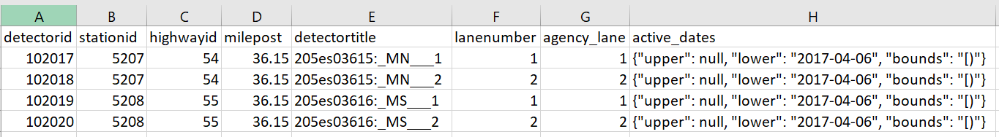 A B C D E F G H
detectorid stationid highwayid milepost detectortitle lanenumber agency_lane active_dates
102017 5207 54 36.15 205es03615:_MN___1 1 1 {"upper": null, "lower": "2017-04-06", "bounds": "[)"}
102018 5207 54 36.15 205es03615:_MN___2 2 2 {"upper": null, "lower": "2017-04-06", "bounds": "[)"}
102019 5208 55 36.15 205es03616:_MS___1 1 1 {"upper": null, "lower": "2017-04-06", "bounds": "[)"}
102020 5208 55 36.15 205es03616:_MS___2 2 2 {"upper": null, "lower": "2017-04-06", "bounds": "[)"}